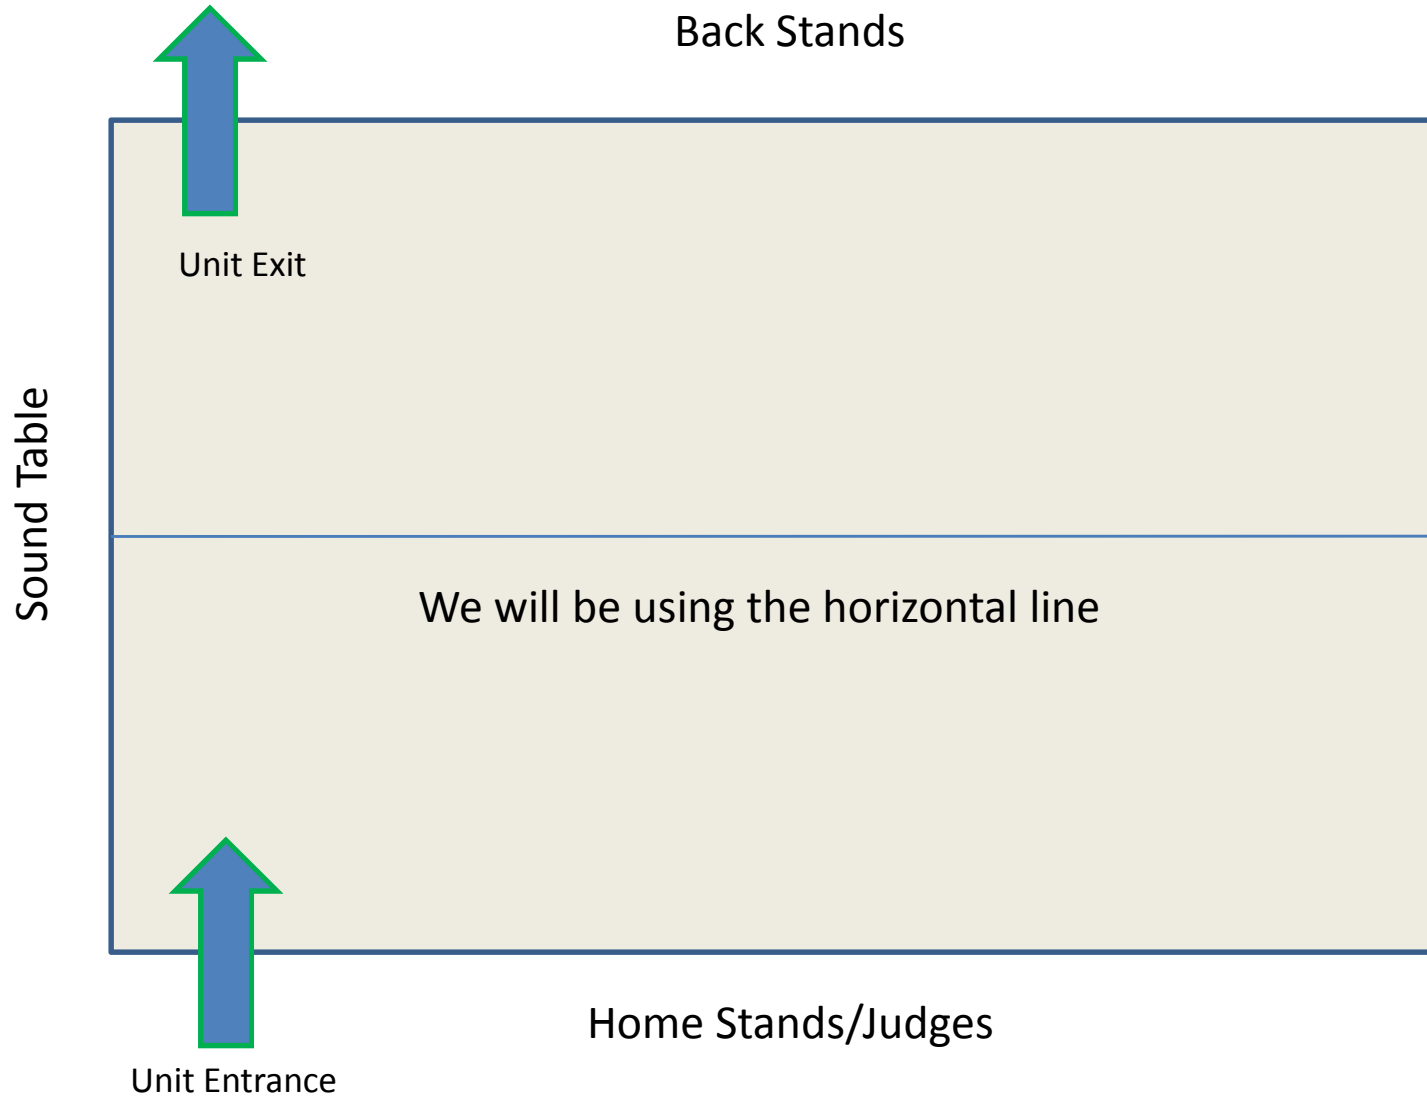 Back Stands
Unit Exit
Sound Table
We will be using the horizontal line
Home Stands/Judges
Unit Entrance